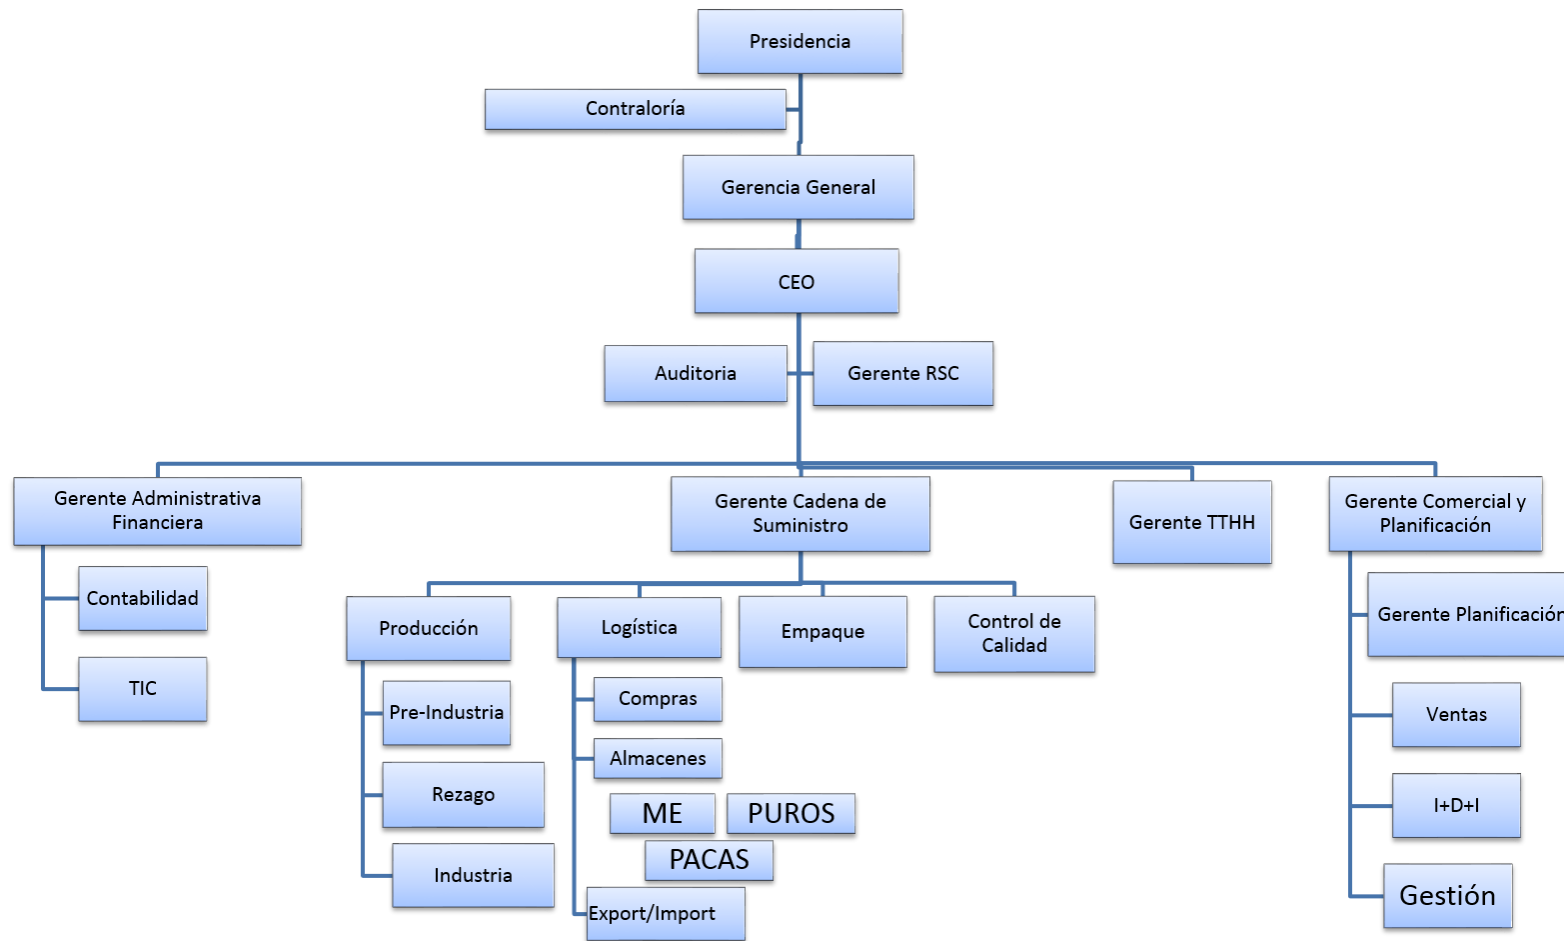 Presidencia
Contraloría
Gerencia General
CEO
Auditoria
Gerente RSC
Gerente Administrativa
Financiera
Gerente Cadena de
Suministro
Gerente TTHH
Gerente Comercial y
Planificación
Contabilidad
TIC
Producción
Logística
Empaque
Control de
Calidad
Pre-Industria
Rezago
Industria
Compras
Almacenes
ME
PUROS
PACAS
Export/Import
Gerente Planificación
Ventas
I+D+I
Gestión